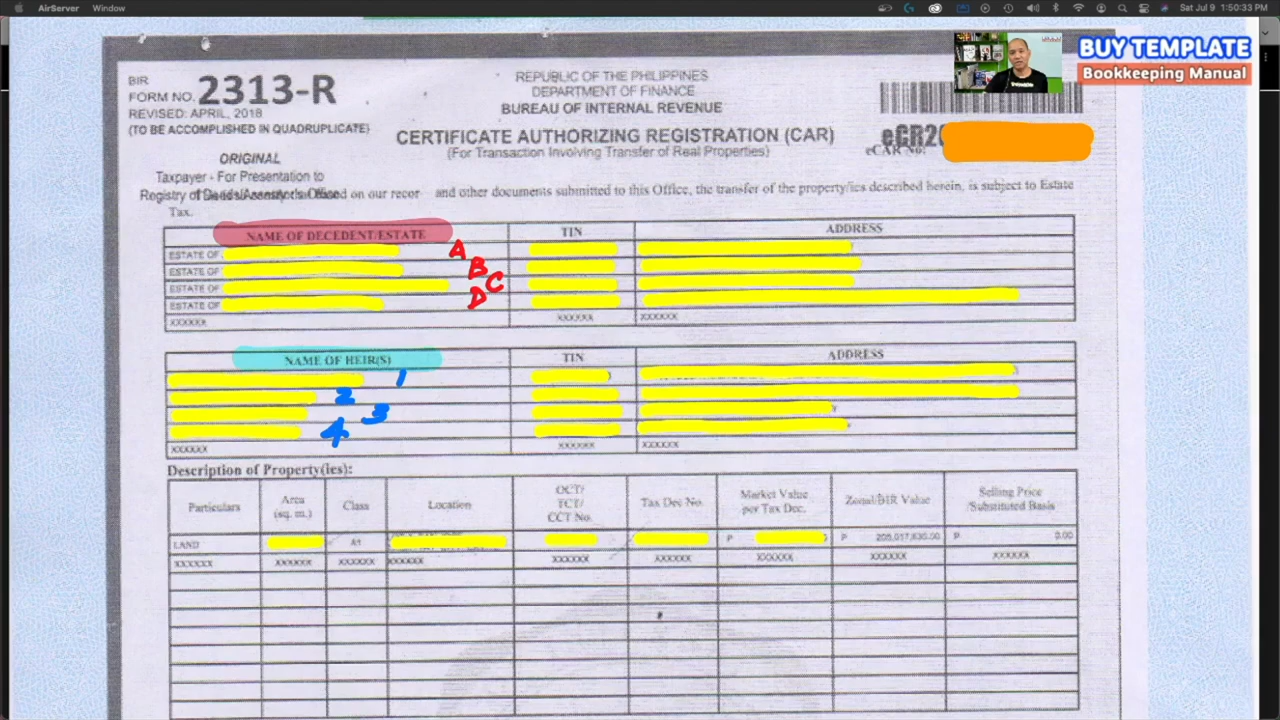 AirServer Window
Sat Jul 9 1:50:33 PM
BUY TEMPLATE
Bookkeeping Manual
BIR
FORM NO. 2313-R
REVISED: APRIL, 2018
(TO BE ACCOMPLISHED IN QUADRUPLICATE)
REPUBLIC OF THE PHILIPPINES
DEPARTMENT OF FINANCE
BUREAU OF INTERNAL REVENUE
CERTIFICATE AUTHORIZING REGISTRATION (CAR)
(For Transaction Involving Transfer of Real Properties)
eCR20
eCAR No:
ORIGINAL
Taxpayer - For Presentation to
Registry of Deeds/Assessor's Office based on our recor and other documents submitted to this Office, the transfer of the property/ies described herein, is subject to Estate
Tax.
NAME OF DECEDENT/ESTATE TIN ADDRESS
ESTATE OF A
ESTATE OF B
ESTATE OF C
ESTATE OF D
XXXXXX XXXXXX XXXXXX
NAME OF HEIR(S) TIN ADDRESS
1
2
3
4
XXXXXX XXXXXX XXXXXX
Description of Property(ies):
Particulars Area (sq. m.) Class Location OCT/ TCT/ CCT No. Tax Dec No. Market Value per Tax Dec. Zonal/BIR Value Selling Price /Substituted Basis
LAND A1 P P P 0.00
XXXXXX XXXXXX XXXXXX XXXXXX XXXXXX XXXXXX XXXXXX XXXXXX XXXXXX